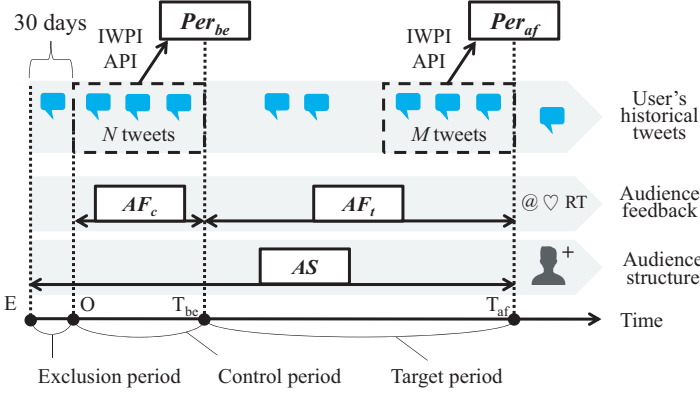 30 days
IWPI
API
Per_be
IWPI
API
Per_af
N tweets
M tweets
User's
historical
tweets
AF_c
AF_t
@ ♡ RT
Audience
feedback
AS
+
Audience
structure
E
O
T_be
T_af
Time
Exclusion period
Control period
Target period